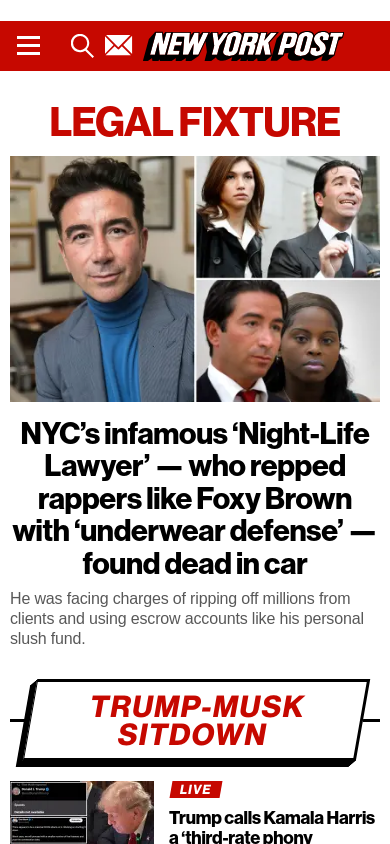 NEW YORK POST
LEGAL FIXTURE
NYC’s infamous ‘Night-Life
Lawyer’ — who repped
rappers like Foxy Brown
with ‘underwear defense’ —
found dead in car
He was facing charges of ripping off millions from
clients and using escrow accounts like his personal
slush fund.
TRUMP-MUSK
SITDOWN
LIVE
Trump calls Kamala Harris
a ‘third-rate phony